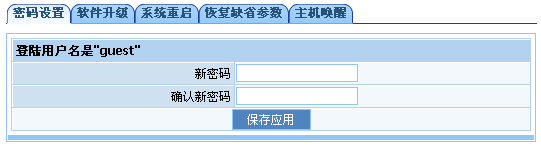 密码设置 软件升级 系统重启 恢复缺省参数 主机唤醒
登陆用户名是"guest"
新密码
确认新密码
保存应用